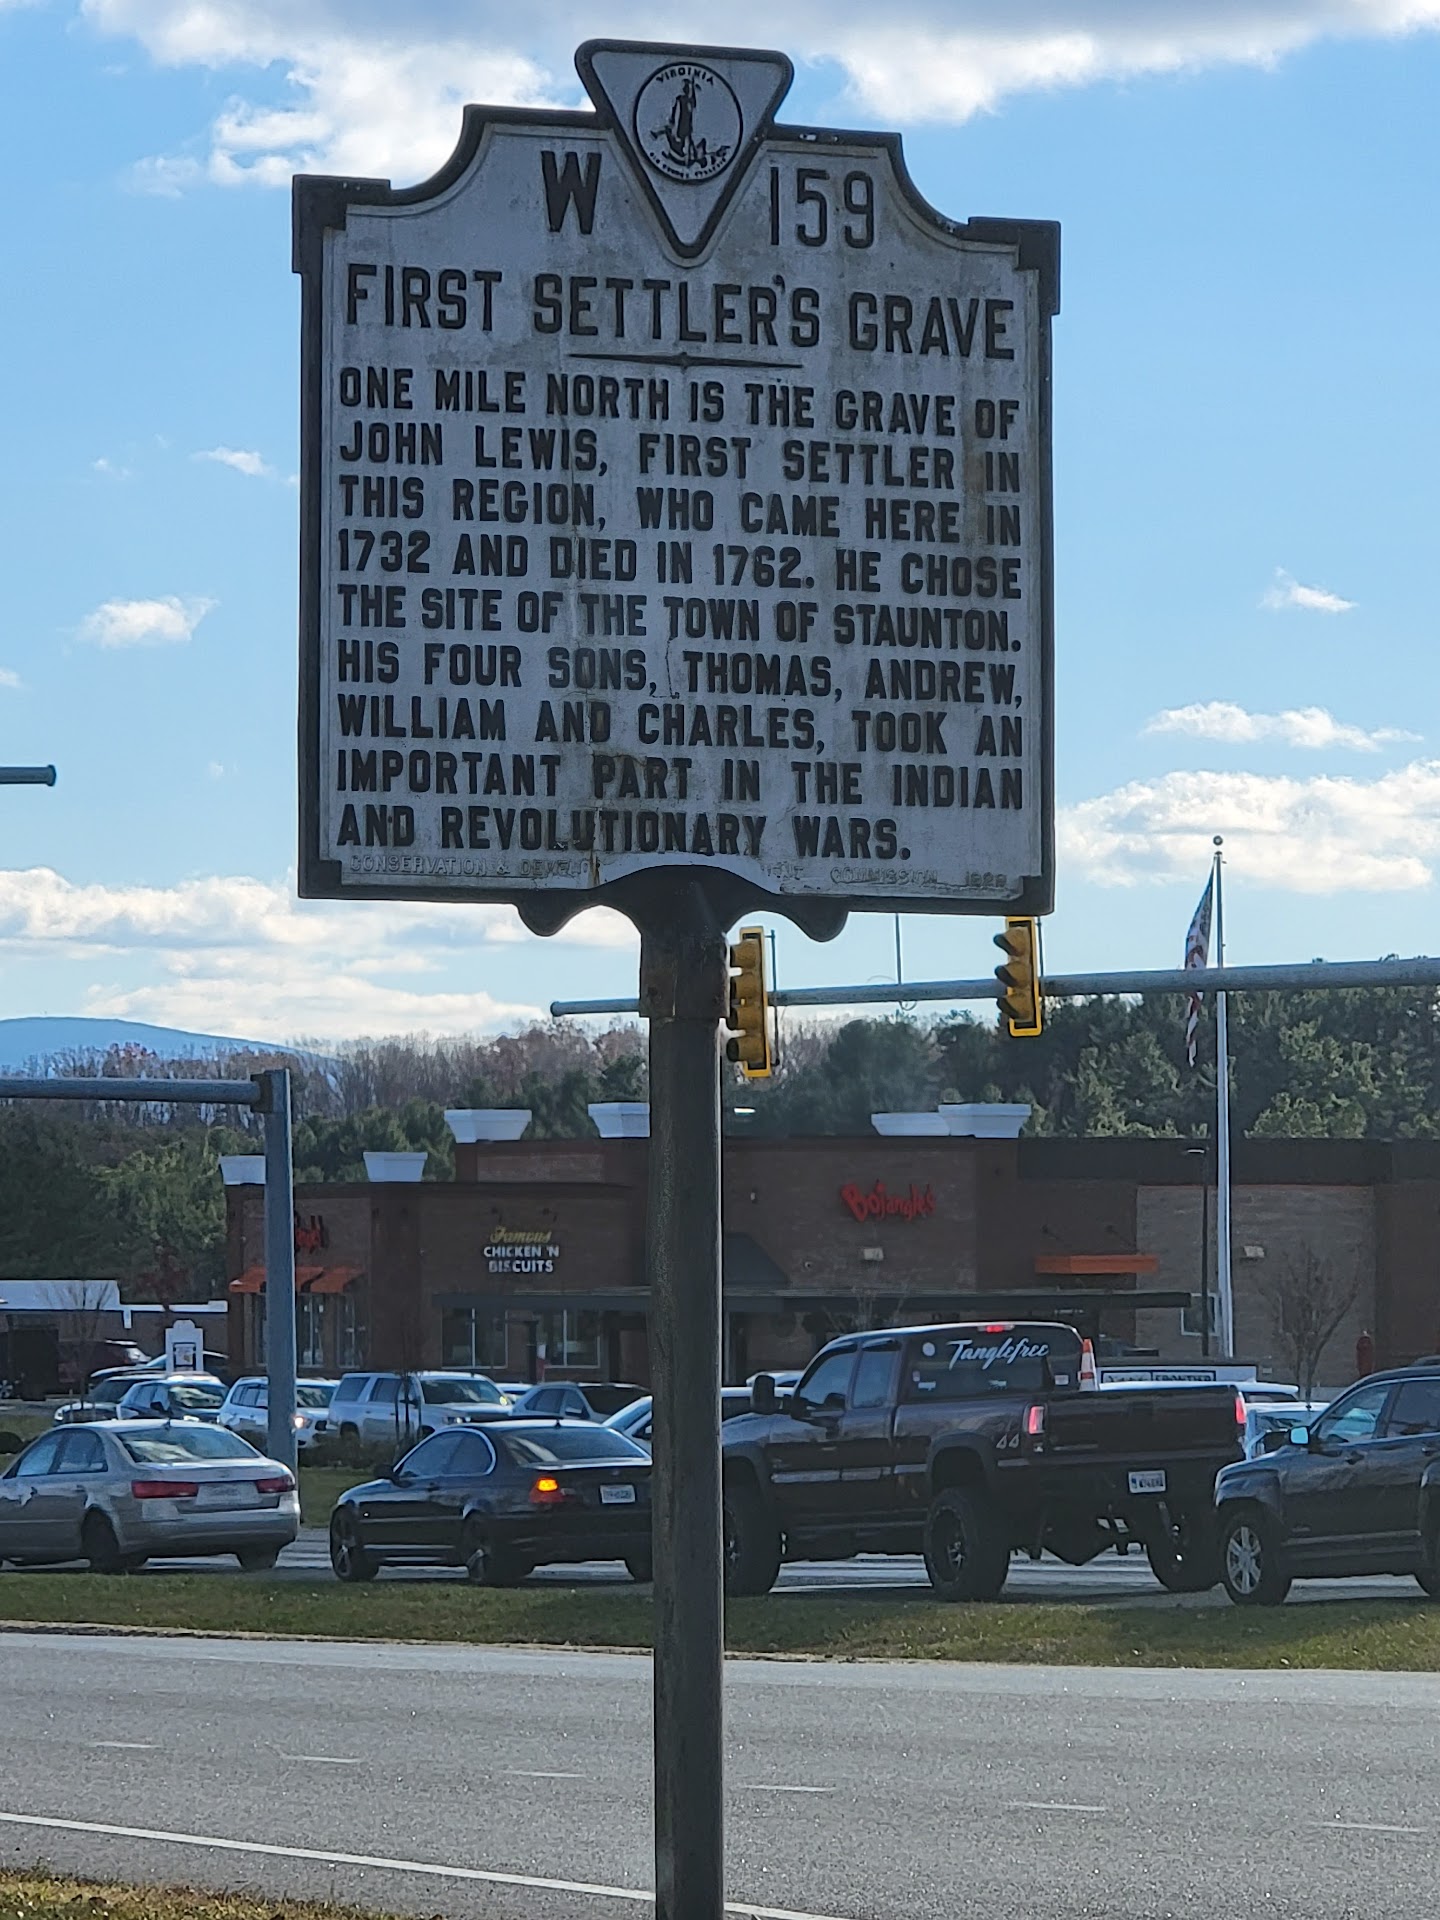 VIRGINIA
W 159
FIRST SETTLER'S GRAVE
ONE MILE NORTH IS THE GRAVE OF
JOHN LEWIS, FIRST SETTLER IN
THIS REGION, WHO CAME HERE IN
1732 AND DIED IN 1762. HE CHOSE
THE SITE OF THE TOWN OF STAUNTON.
HIS FOUR SONS, THOMAS, ANDREW,
WILLIAM AND CHARLES, TOOK AN
IMPORTANT PART IN THE INDIAN
AND REVOLUTIONARY WARS.
CONSERVATION & COMMISSION
Bojangles
Famous
CHICKEN 'N
BISCUITS
Tanglefree
4x4
FRONTIER